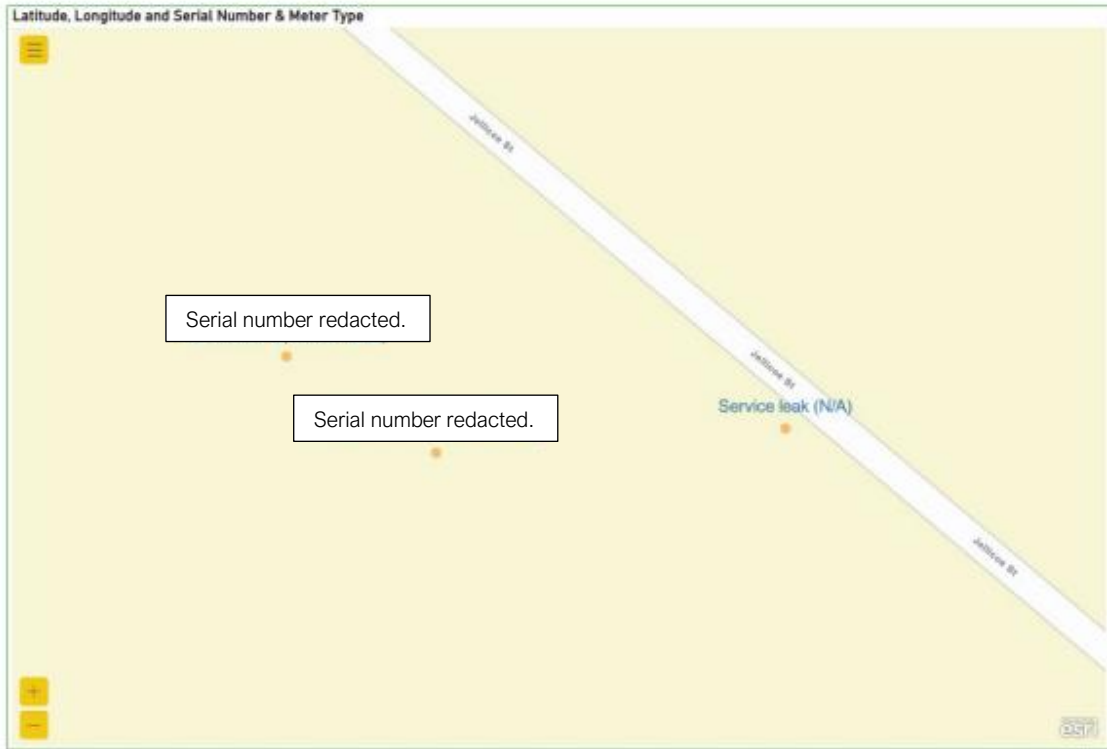 Latitude, Longitude and Serial Number & Meter Type
Jellicoe St
Serial number redacted.
Jellicoe St
Serial number redacted.
Service leak (N/A)
Jellicoe St
esri